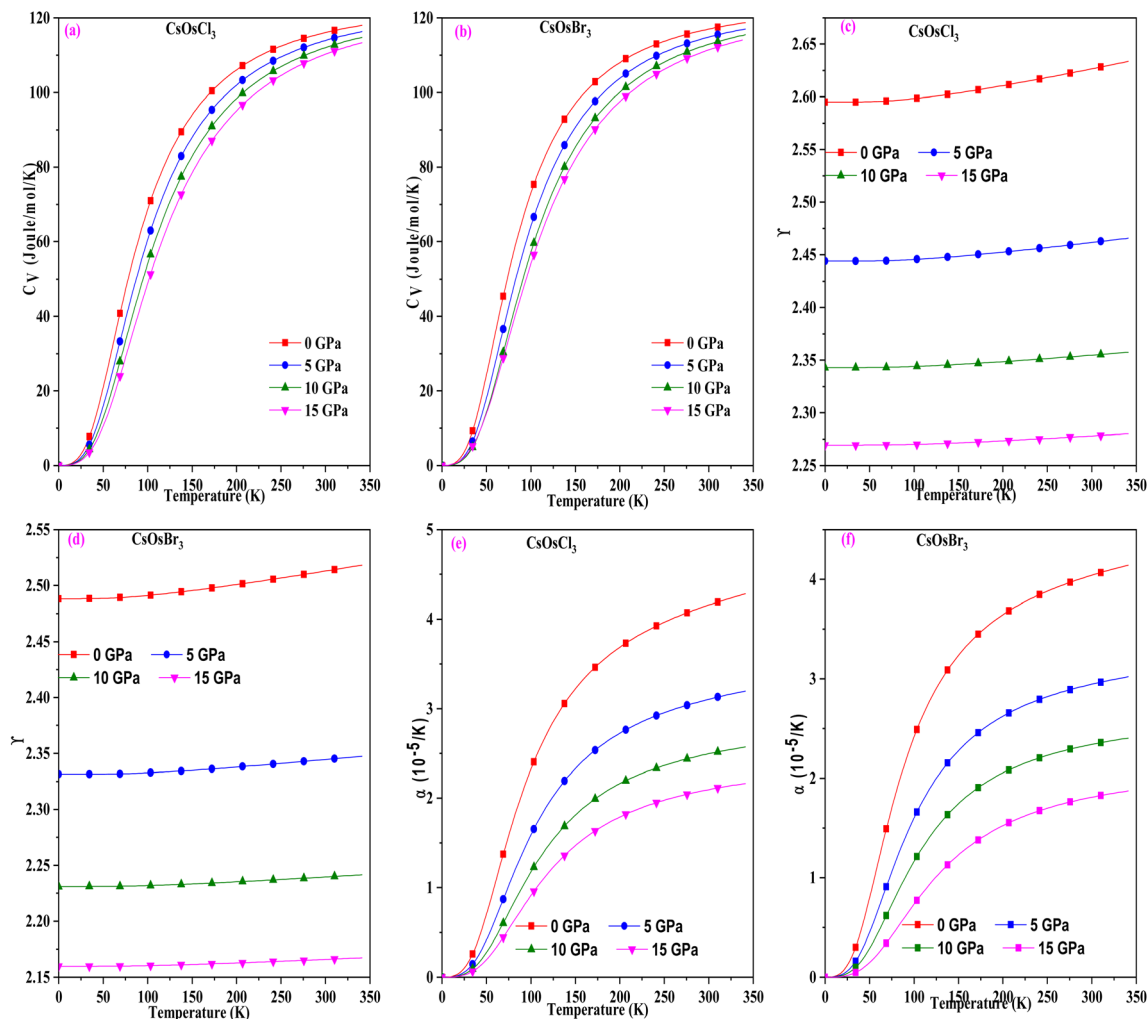 (a)
CsOsCl3
120
100
80
60
40
20
0
CV (Joule/mol/K)
0 GPa
5 GPa
10 GPa
15 GPa
0 50 100 150 200 250 300 350
Temperature (K)
(b)
CsOsBr3
120
100
80
60
40
20
0
CV (Joule/mol/K)
0 GPa
5 GPa
10 GPa
15 GPa
0 50 100 150 200 250 300 350
Temperature (K)
(c)
CsOsCl3
2.65
2.60
2.55
2.50
2.45
2.40
2.35
2.30
2.25
ϒ
0 GPa 5 GPa
10 GPa 15 GPa
0 50 100 150 200 250 300 350
Temperature (K)
(d)
CsOsBr3
2.55
2.50
2.45
2.40
2.35
2.30
2.25
2.20
2.15
ϒ
0 GPa 5 GPa
10 GPa 15 GPa
0 50 100 150 200 250 300 350
Temperature (K)
(e)
CsOsCl3
5
4
3
2
1
0
α (10-5/K)
0 GPa 5 GPa
10 GPa 15 GPa
0 50 100 150 200 250 300 350
Temperature (K)
(f)
CsOsBr3
4
3
2
1
0
α (10-5/K)
0 GPa 5 GPa
10 GPa 15 GPa
0 50 100 150 200 250 300 350
Temperature (K)